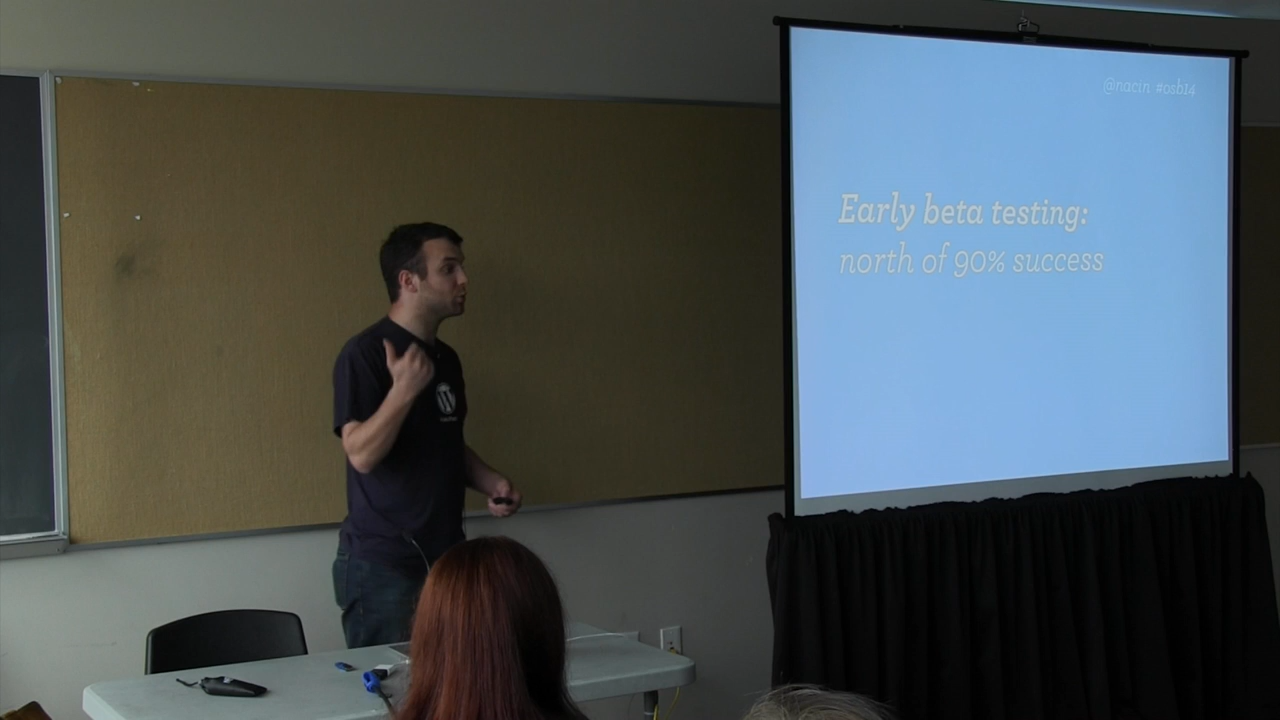 @nacin #osb14
Early beta testing:
north of 90% success